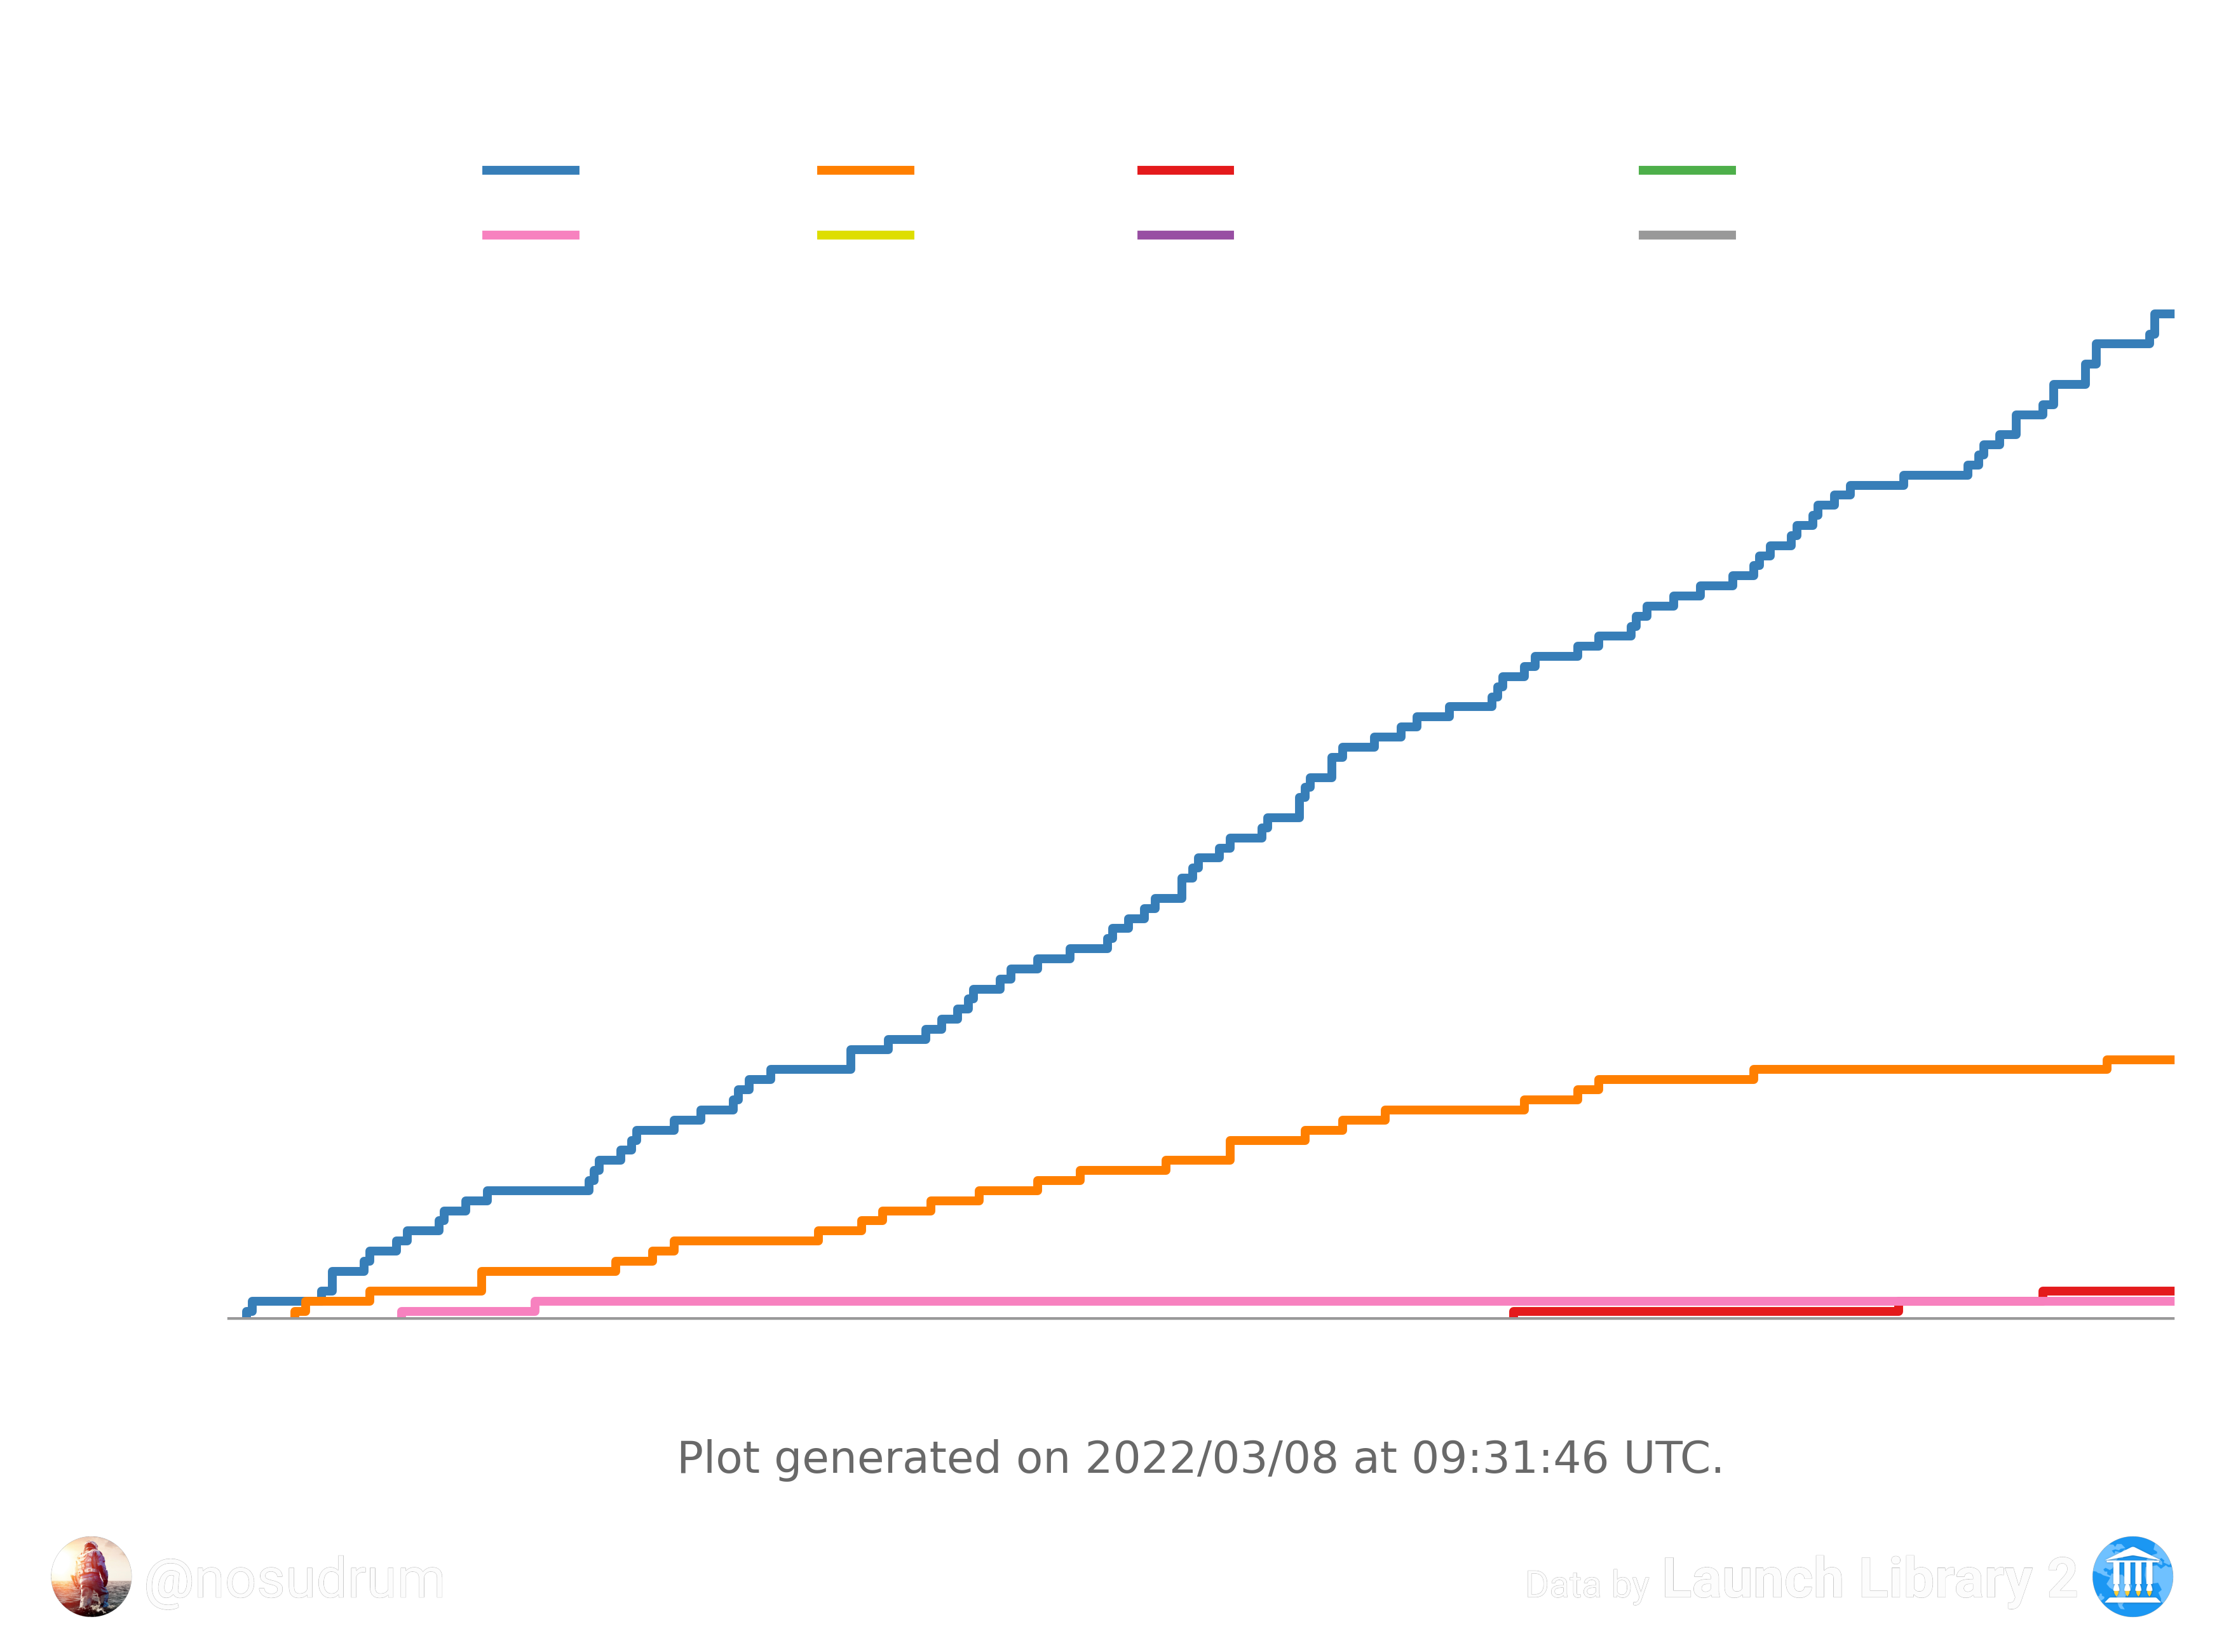 Plot generated on 2022/03/08 at 09:31:46 UTC.
@nosudrum
Data by Launch Library 2